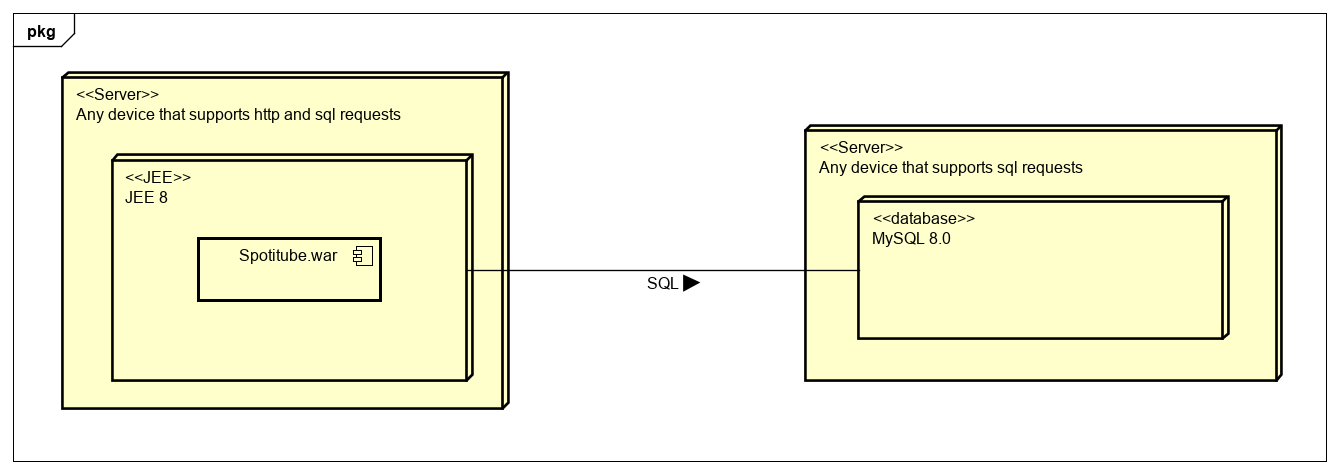 pkg
<<Server>>
Any device that supports http and sql requests
<<JEE>>
JEE 8
Spotitube.war
SQL
<<Server>>
Any device that supports sql requests
<<database>>
MySQL 8.0